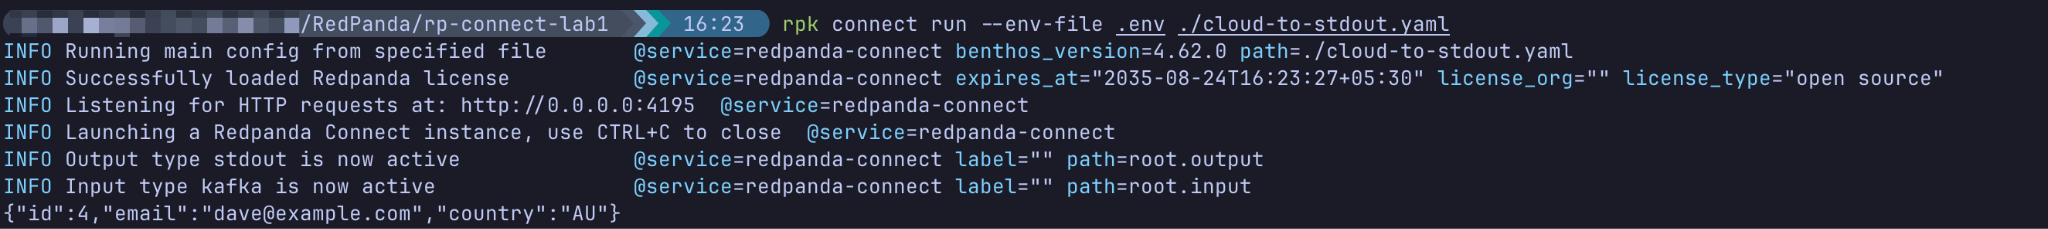 /RedPanda/rp-connect-lab1 16:23 rpk connect run --env-file .env ./cloud-to-stdout.yaml
INFO Running main config from specified file @service=redpanda-connect benthos_version=4.62.0 path=./cloud-to-stdout.yaml
INFO Successfully loaded Redpanda license @service=redpanda-connect expires_at="2035-08-24T16:23:27+05:30" license_org="" license_type="open source"
INFO Listening for HTTP requests at: http://0.0.0.0:4195 @service=redpanda-connect
INFO Launching a Redpanda Connect instance, use CTRL+C to close @service=redpanda-connect
INFO Output type stdout is now active @service=redpanda-connect label="" path=root.output
INFO Input type kafka is now active @service=redpanda-connect label="" path=root.input
{"id":4,"email":"dave@example.com","country":"AU"}